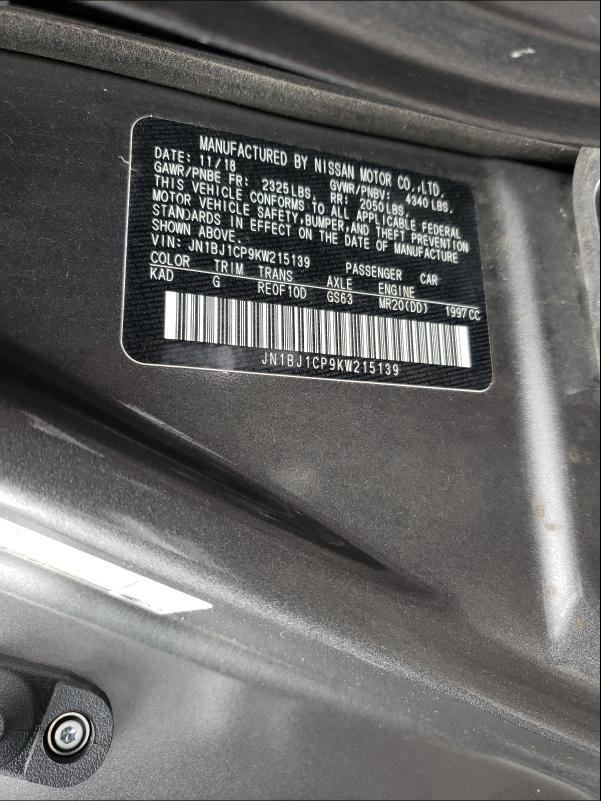 MANUFACTURED BY NISSAN MOTOR CO.,LTD.
DATE: 11/18 GVWR/PNBV: 4340 LBS,
GAWR/PNBE FR: 2325LBS, RR: 2050LBS,
THIS VEHICLE CONFORMS TO ALL APPLICABLE FEDERAL
MOTOR VEHICLE SAFETY,BUMPER,AND THEFT PREVENTION
STANDARDS IN EFFECT ON THE DATE OF MANUFACTURE
SHOWN ABOVE.
VIN: JN1BJ1CP9KW215139 PASSENGER CAR
COLOR TRIM TRANS AXLE ENGINE
KAD G RE0F10D GS63 MR20(DD) 1997CC
JN1BJ1CP9KW215139